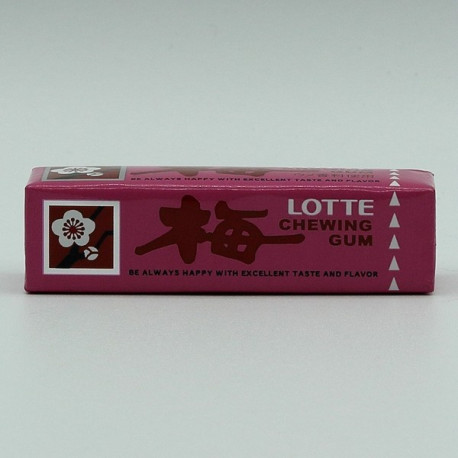 BE ALWAYS HAPPY WITH EXCELLENT TASTE AND FLAVOR
梅
LOTTE
CHEWING
GUM
BE ALWAYS HAPPY WITH EXCELLENT TASTE AND FLAVOR